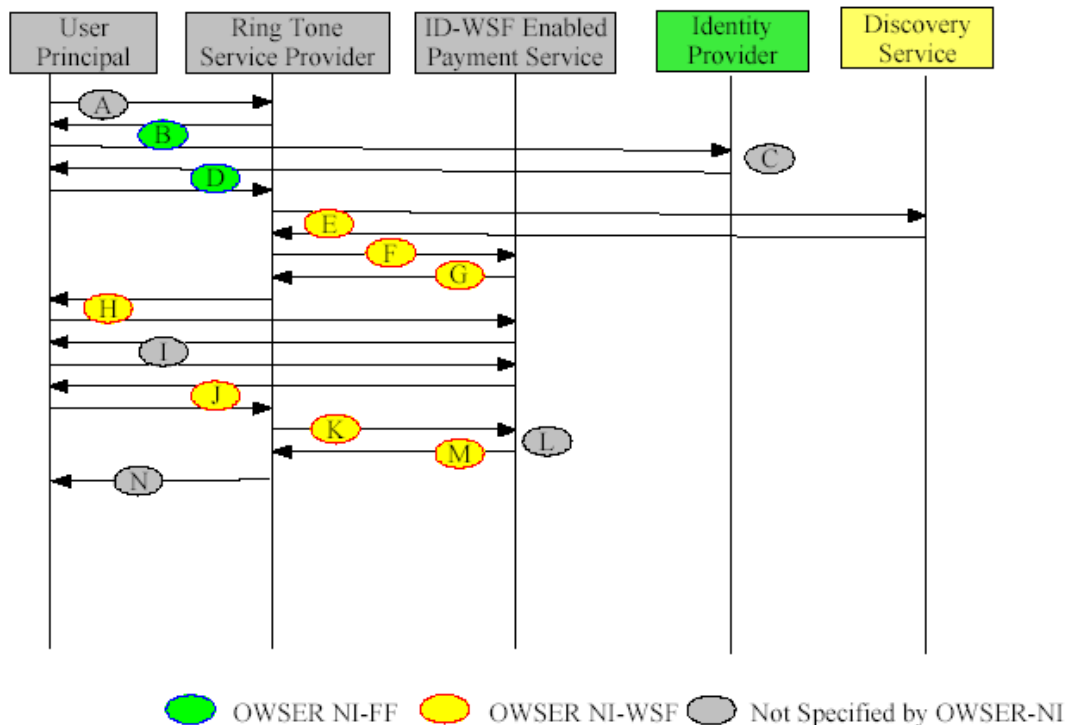 User
Principal
Ring Tone
Service Provider
ID-WSF Enabled
Payment Service
Identity
Provider
Discovery
Service
A
B
C
D
E
F
G
H
I
J
K
L
M
N
OWSER NI-FF
OWSER NI-WSF
Not Specified by OWSER-NI